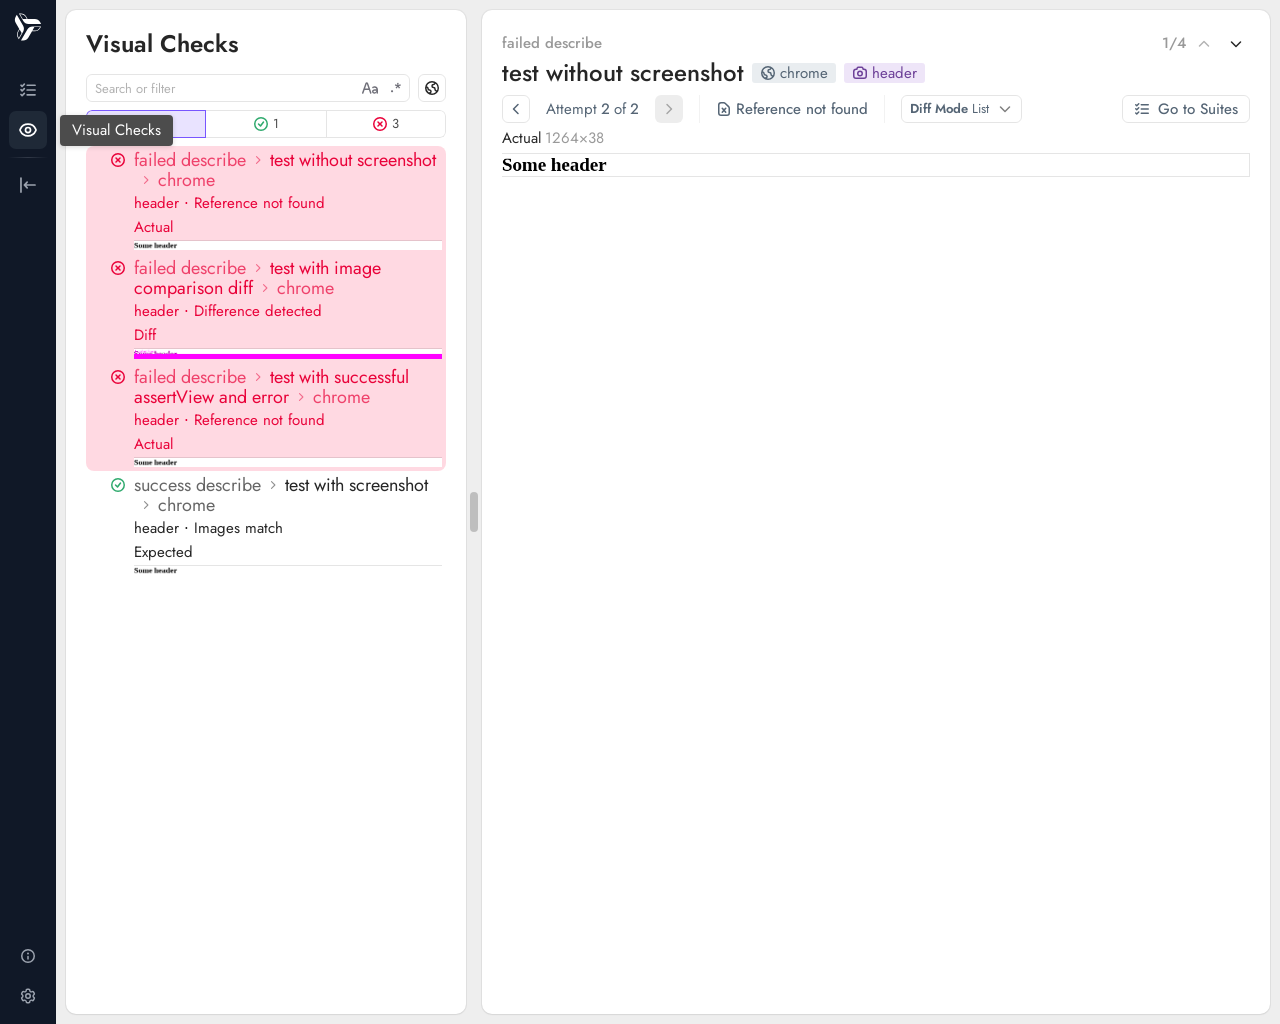 Visual Checks
Search or filter
Aa .*
Visual Checks
1
3
failed describe > test without screenshot
> chrome
header · Reference not found
Actual
Some header
failed describe > test with image
comparison diff > chrome
header · Difference detected
Diff
failed describe > test with successful
assertView and error > chrome
header · Reference not found
Actual
Some header
success describe > test with screenshot
> chrome
header · Images match
Expected
Some header
failed describe
1/4
test without screenshot chrome header
Attempt 2 of 2 Reference not found Diff Mode List Go to Suites
Actual 1264×38
Some header